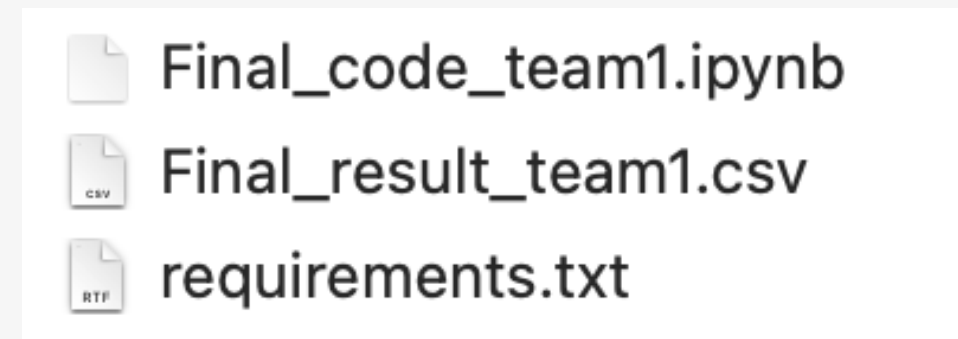 Final_code_team1.ipynb
CSV Final_result_team1.csv
RTF requirements.txt